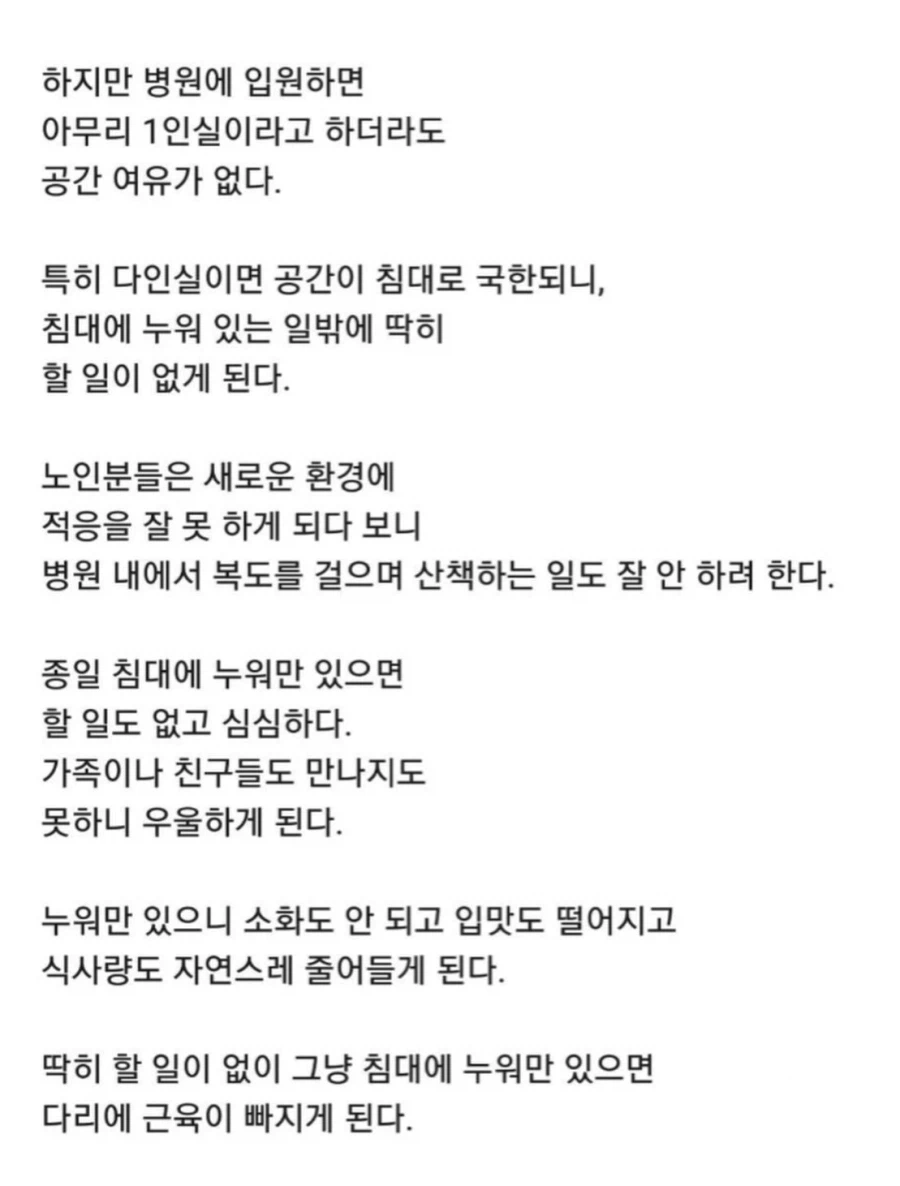 하지만 병원에 입원하면
아무리 1인실이라고 하더라도
공간 여유가 없다.
특히 다인실이면 공간이 침대로 국한되니,
침대에 누워 있는 일밖에 딱히
할 일이 없게 된다.
노인분들은 새로운 환경에
적응을 잘 못 하게 되다 보니
병원 내에서 복도를 걸으며 산책하는 일도 잘 안 하려 한다.
종일 침대에 누워만 있으면
할 일도 없고 심심하다.
가족이나 친구들도 만나지도
못하니 우울하게 된다.
누워만 있으니 소화도 안 되고 입맛도 떨어지고
식사량도 자연스레 줄어들게 된다.
딱히 할 일이 없이 그냥 침대에 누워만 있으면
다리에 근육이 빠지게 된다.